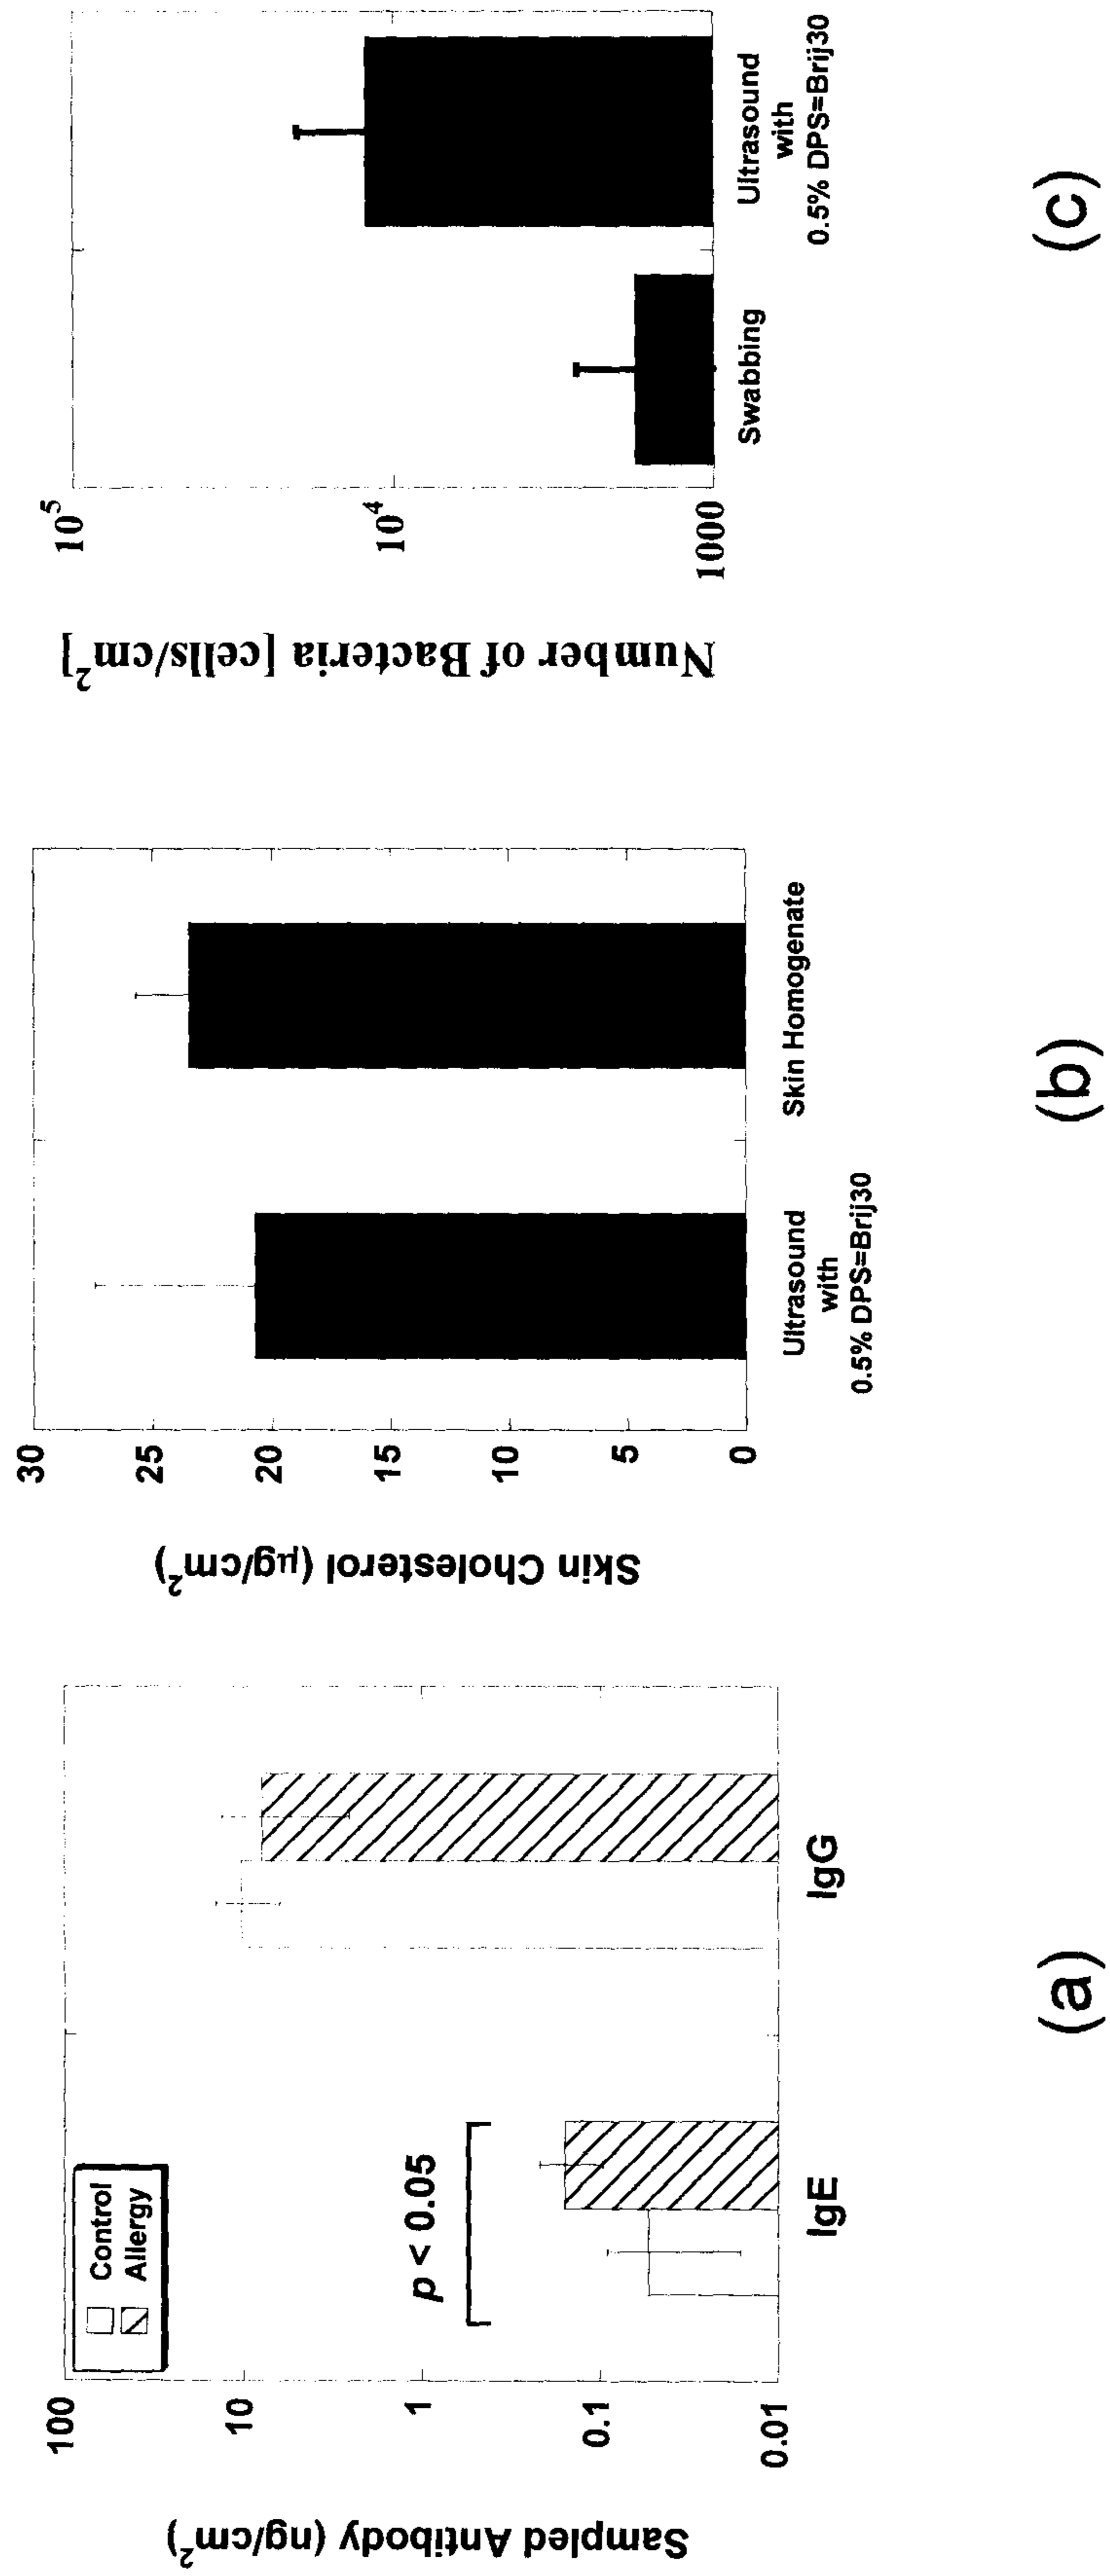 Sampled Antibody (ng/cm²)
100
10
1
0.1
0.01
Control
Allergy
p < 0.05
IgE
IgG
(a)
Skin Cholesterol (μg/cm²)
30
25
20
15
10
5
0
Ultrasound
with
0.5% DPS=Brij30
Skin Homogenate
(b)
Number of Bacteria [cells/cm²]
10⁵
10⁴
1000
Swabbing
Ultrasound
with
0.5% DPS=Brij30
(c)